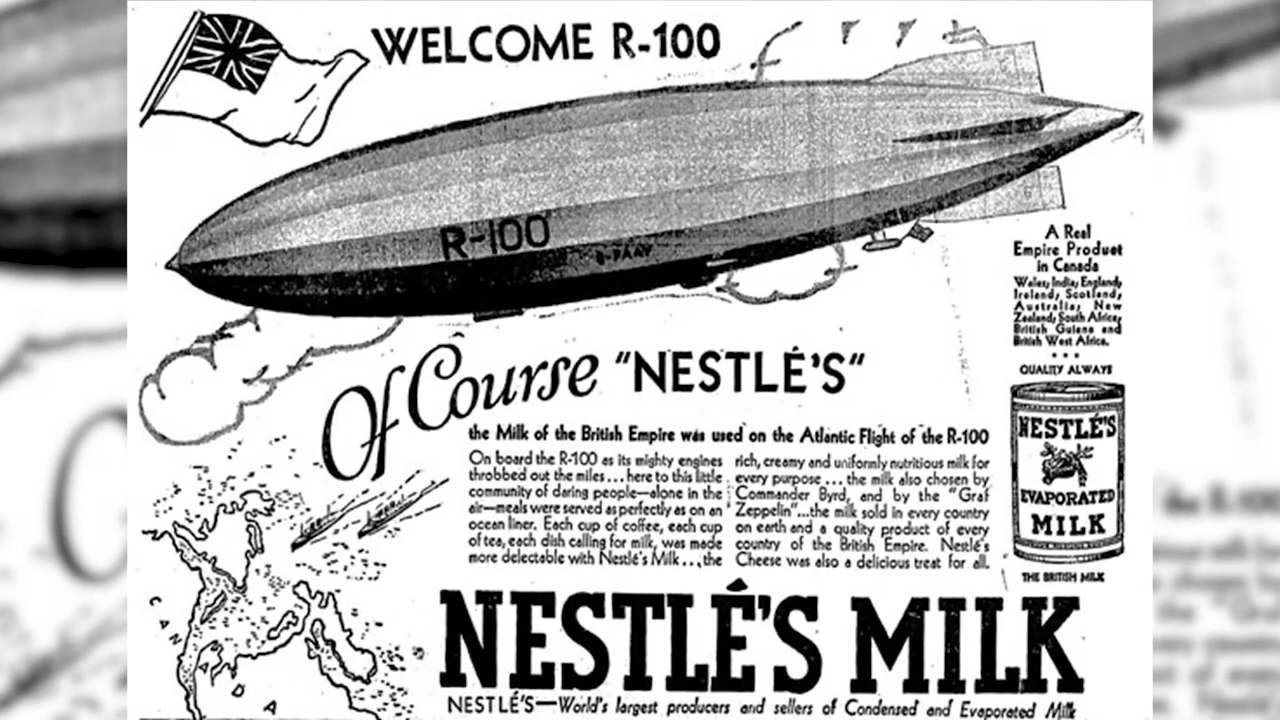 WELCOME R-100
R-100
Of Course "NESTLÉ'S"
the Milk of the British Empire was used on the Atlantic Flight of the R-100
On board the R-100 as its mighty engines
throbbed out the miles...here to this little
community of daring people—alone in the
air—meals were served as perfectly as on an
ocean liner. Each cup of coffee, each cup
of tea, each dish calling for milk, was made
more delectable with Nestlé's Milk...the
rich, creamy and uniformly nutritious milk for
every purpose...the milk also chosen by
Commander Byrd, and by the "Graf
Zeppelin"...the milk sold in every country
on earth and a quality product of every
country of the British Empire. Nestlé's
Cheese was also a delicious treat for all.
A Real
Empire Product
in Canada
Wales, India, England,
Ireland, Scotland,
Australia, New
Zealand, South Africa,
British Guiana and
British West Africa.
QUALITY ALWAYS
NESTLÉ'S
EVAPORATED
MILK
THE BRITISH MILK
CAN
A
NESTLÉ'S MILK
NESTLÉ'S—World's largest producers and sellers of Condensed and Evaporated Milk